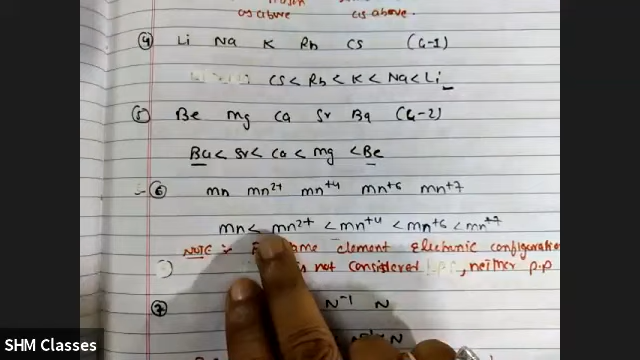 as above as above.
④ Li Na K Rb CS (G-1)
CS < Rb < K < Na < Li
⑤ Be Mg Ca Sr Ba (G-2)
Ba < Sr < Ca < Mg < Be
⑥ Mn Mn2+ Mn+4 Mn+6 Mn+7
Mn < Mn2+ < Mn+4 < Mn+6 < Mn+7
NOTE :- same element Electronic configuration
is not consistered , neither p.p
⑦ N-1 N
N
SHM Classes